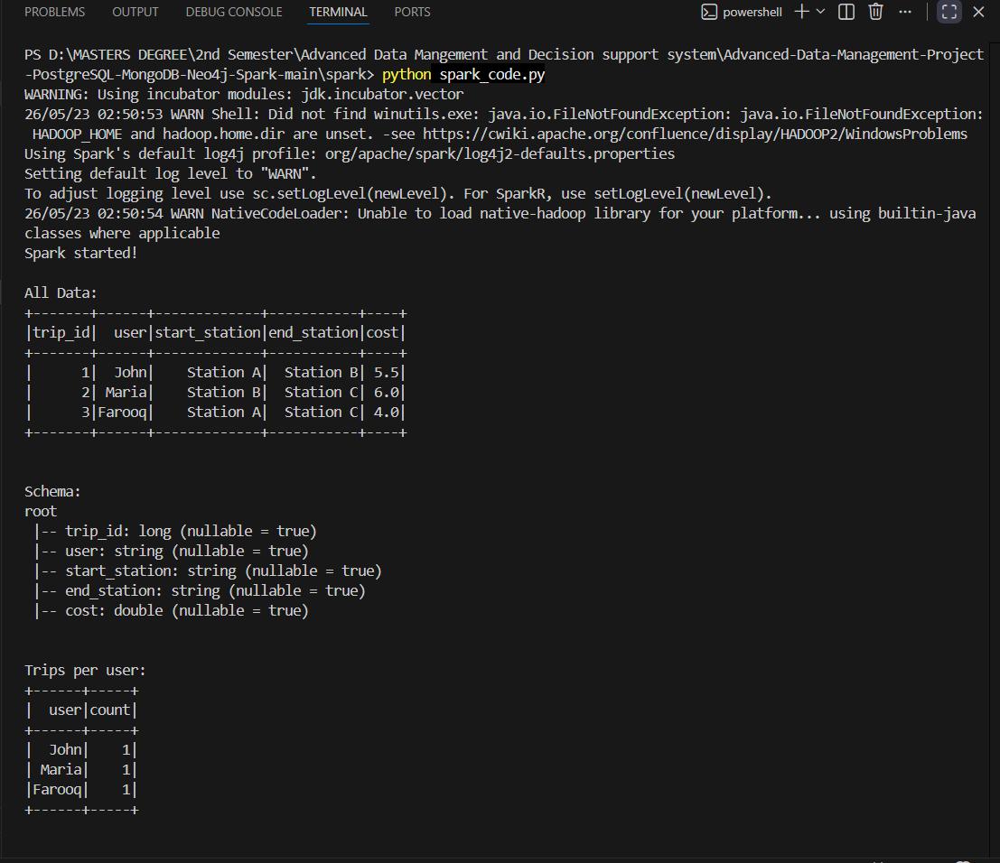 PROBLEMS OUTPUT DEBUG CONSOLE TERMINAL PORTS powershell
PS D:\MASTERS DEGREE\2nd Semester\Advanced Data Mangement and Decision support system\Advanced-Data-Management-Project
-PostgreSQL-MongoDB-Neo4j-Spark-main\spark> python spark_code.py
WARNING: Using incubator modules: jdk.incubator.vector
26/05/23 02:50:53 WARN Shell: Did not find winutils.exe: java.io.FileNotFoundException: java.io.FileNotFoundException:
 HADOOP_HOME and hadoop.home.dir are unset. -see https://cwiki.apache.org/confluence/display/HADOOP2/WindowsProblems
Using Spark's default log4j profile: org/apache/spark/log4j2-defaults.properties
Setting default log level to "WARN".
To adjust logging level use sc.setLogLevel(newLevel). For SparkR, use setLogLevel(newLevel).
26/05/23 02:50:54 WARN NativeCodeLoader: Unable to load native-hadoop library for your platform... using builtin-java
classes where applicable
Spark started!
All Data:
+-------+------+-------------+-----------+----+
|trip_id|  user|start_station|end_station|cost|
+-------+------+-------------+-----------+----+
|      1|  John|    Station A|  Station B| 5.5|
|      2| Maria|    Station B|  Station C| 6.0|
|      3|Farooq|    Station A|  Station C| 4.0|
+-------+------+-------------+-----------+----+
Schema:
root
 |-- trip_id: long (nullable = true)
 |-- user: string (nullable = true)
 |-- start_station: string (nullable = true)
 |-- end_station: string (nullable = true)
 |-- cost: double (nullable = true)
Trips per user:
+------+-----+
|  user|count|
+------+-----+
|  John|    1|
| Maria|    1|
|Farooq|    1|
+------+-----+